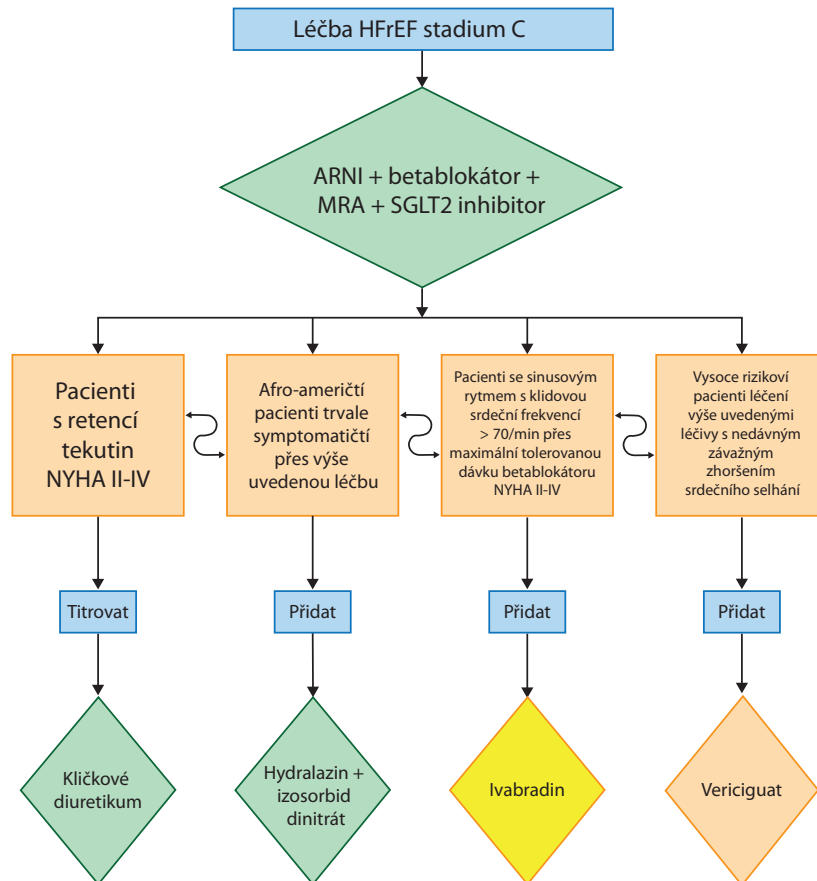 Léčba HFrEF stadium C
ARNI + betablokátor +
MRA + SGLT2 inhibitor
Pacienti
s retencí
tekutin
NYHA II-IV
Afro-američtí
pacienti trvale
symptomatičtí
přes výše
uvedenou léčbu
Pacienti se sinusovým
rytmem s klidovou
srdeční frekvencí
> 70/min přes
maximální tolerovanou
dávku betablokátoru
NYHA II-IV
Vysoce rizikoví
pacienti léčení
výše uvedenými
léčivy s nedávným
závažným
zhoršením
srdečního selhání
Titrovat
Přidat
Přidat
Přidat
Kličkové
diuretikum
Hydralazin +
izosorbid
dinitrát
Ivabradin
Vericiguat